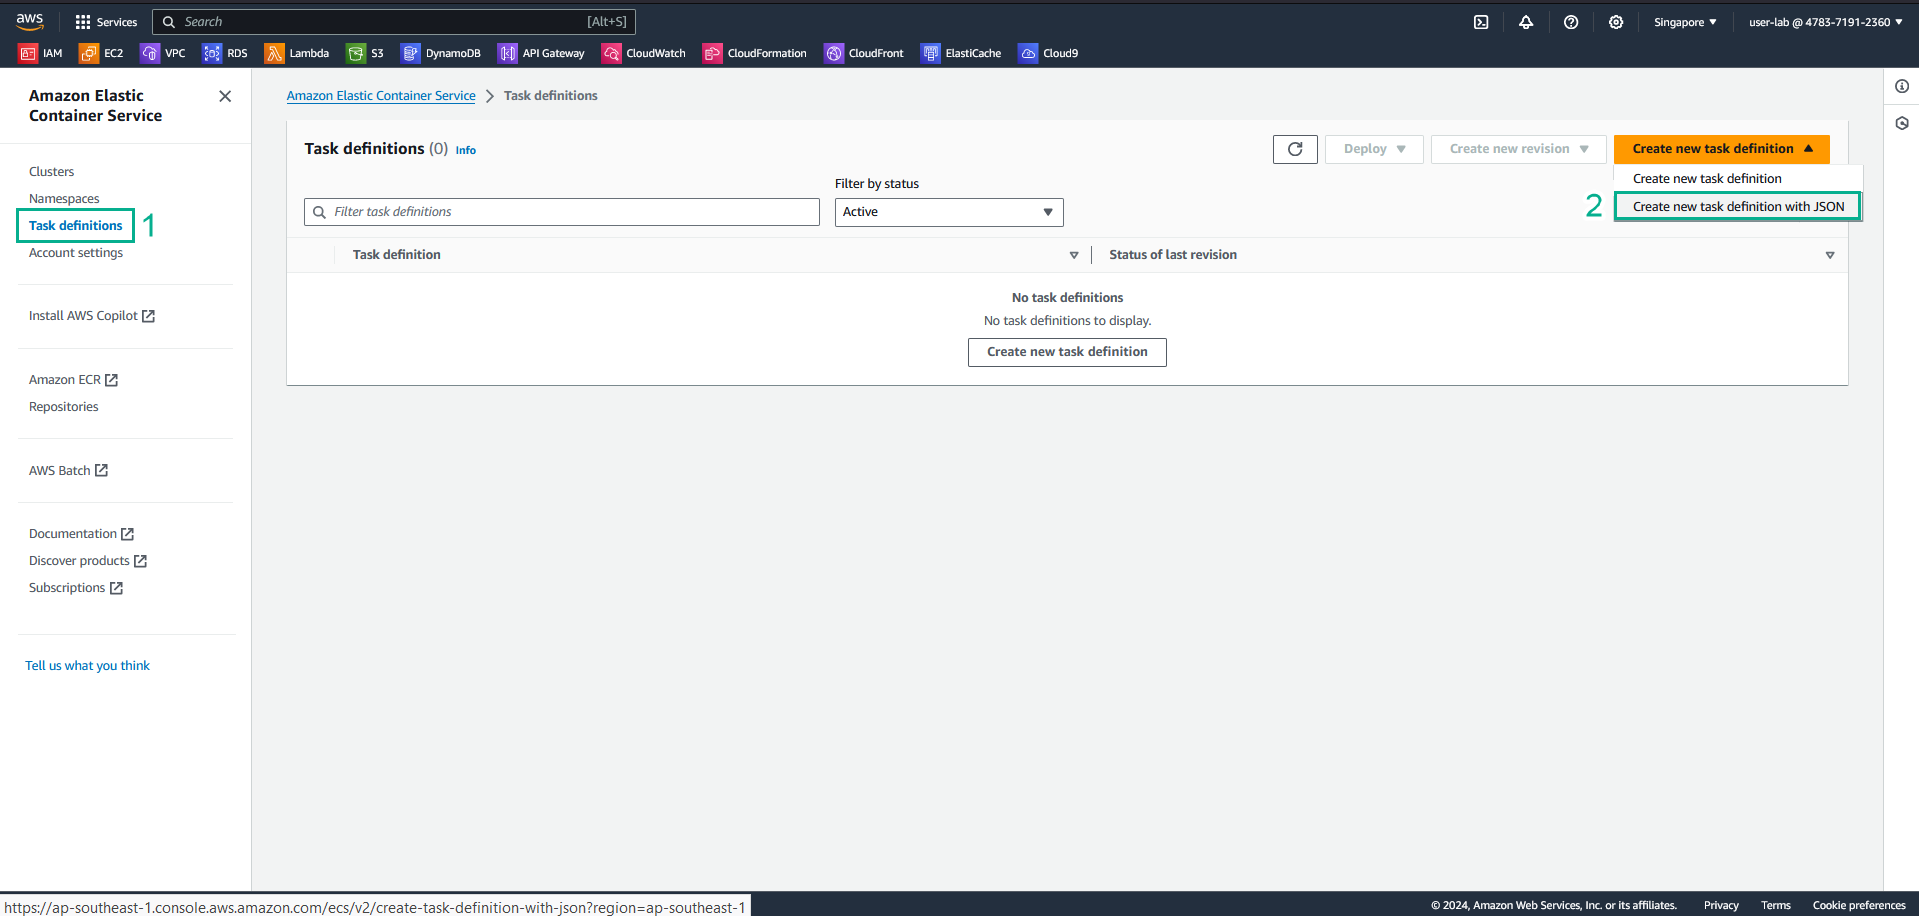 aws Services Search [Alt+S] Singapore user-lab @ 4783-7191-2360
IAM EC2 VPC RDS Lambda S3 DynamoDB API Gateway CloudWatch CloudFormation CloudFront ElastiCache Cloud9
Amazon Elastic
Container Service
Clusters
Namespaces
Task definitions 1
Account settings
Install AWS Copilot
Amazon ECR
Repositories
AWS Batch
Documentation
Discover products
Subscriptions
Tell us what you think
Amazon Elastic Container Service Task definitions
Task definitions (0) Info
Deploy
Create new revision
Create new task definition
Create new task definition
2 Create new task definition with JSON
Filter by status
Filter task definitions
Active
Task definition Status of last revision
No task definitions
No task definitions to display.
Create new task definition
https://ap-southeast-1.console.aws.amazon.com/ecs/v2/create-task-definition-with-json?region=ap-southeast-1
© 2024, Amazon Web Services, Inc. or its affiliates. Privacy Terms Cookie preferences